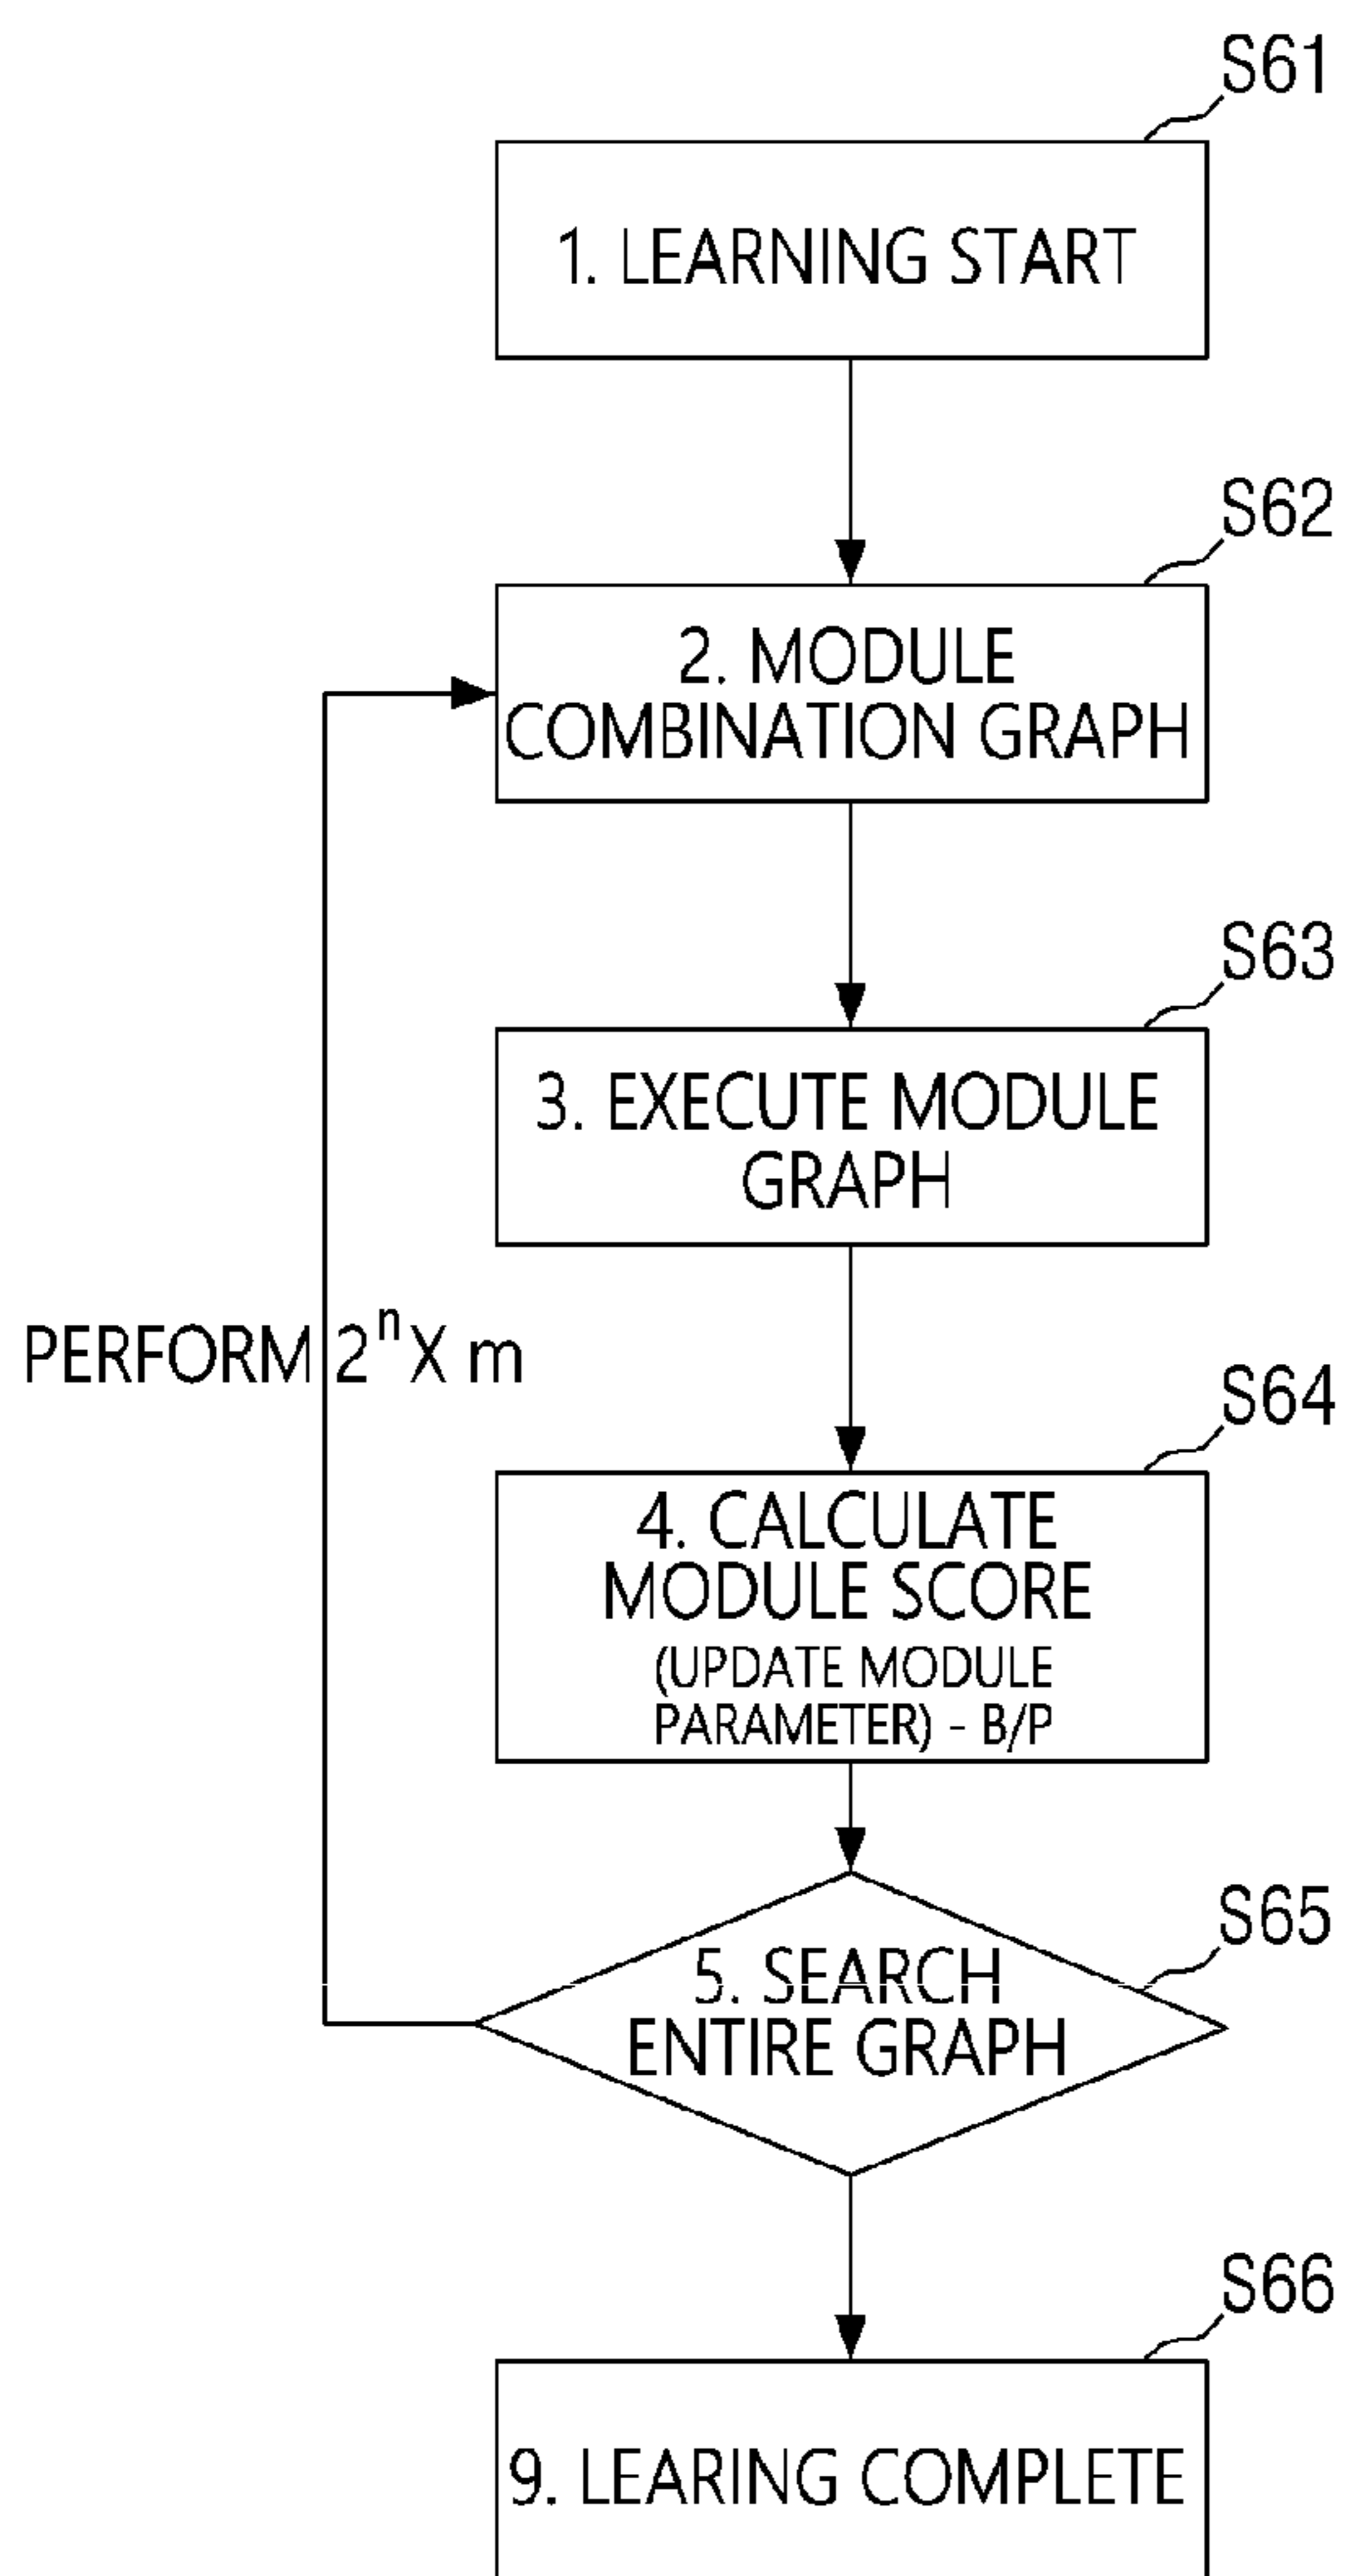 S61
1. LEARNING START
S62
2. MODULE
COMBINATION GRAPH
S63
3. EXECUTE MODULE
GRAPH
PERFORM 2ⁿX m
S64
4. CALCULATE
MODULE SCORE
(UPDATE MODULE
PARAMETER) - B/P
S65
5. SEARCH
ENTIRE GRAPH
S66
9. LEARING COMPLETE